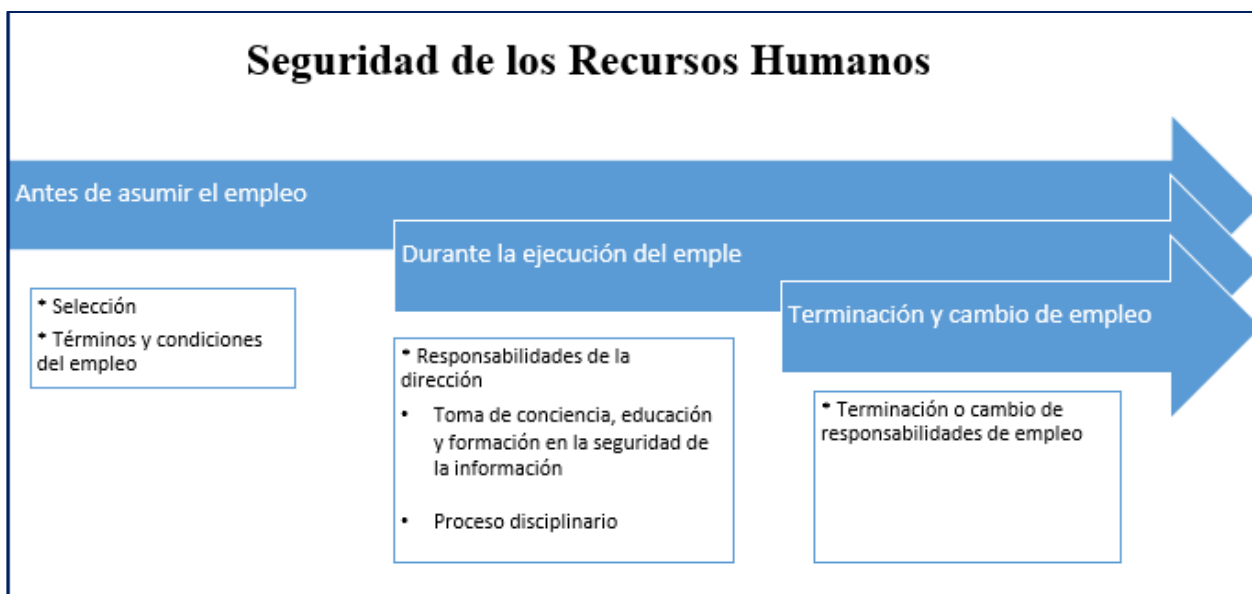 Seguridad de los Recursos Humanos
Antes de asumir el empleo
* Selección
* Términos y condiciones
del empleo
Durante la ejecución del emple
* Responsabilidades de la
dirección
• Toma de conciencia, educación
y formación en la seguridad de
la información
• Proceso disciplinario
Terminación y cambio de empleo
* Terminación o cambio de
responsabilidades de empleo